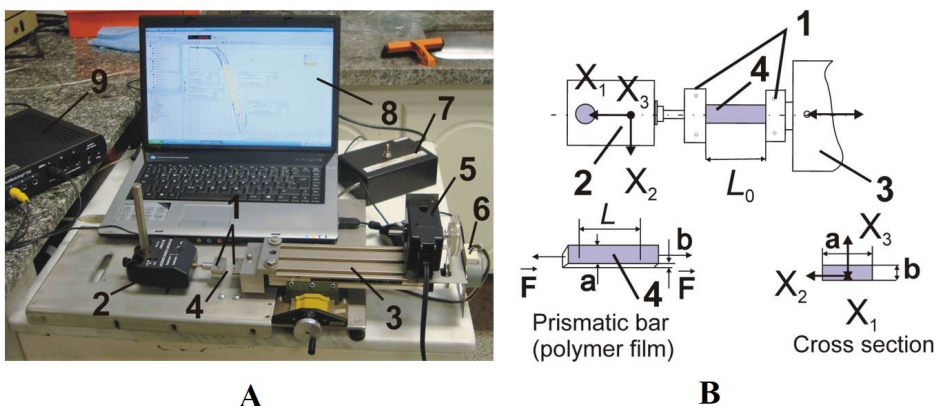 9
8
7
5
6
1
2
4
3
A
1
4
X1
X3
2
X2
L0
3
L
b
a
F
4
F
Prismatic bar
(polymer film)
X3
a
b
X2
X1
Cross section
B